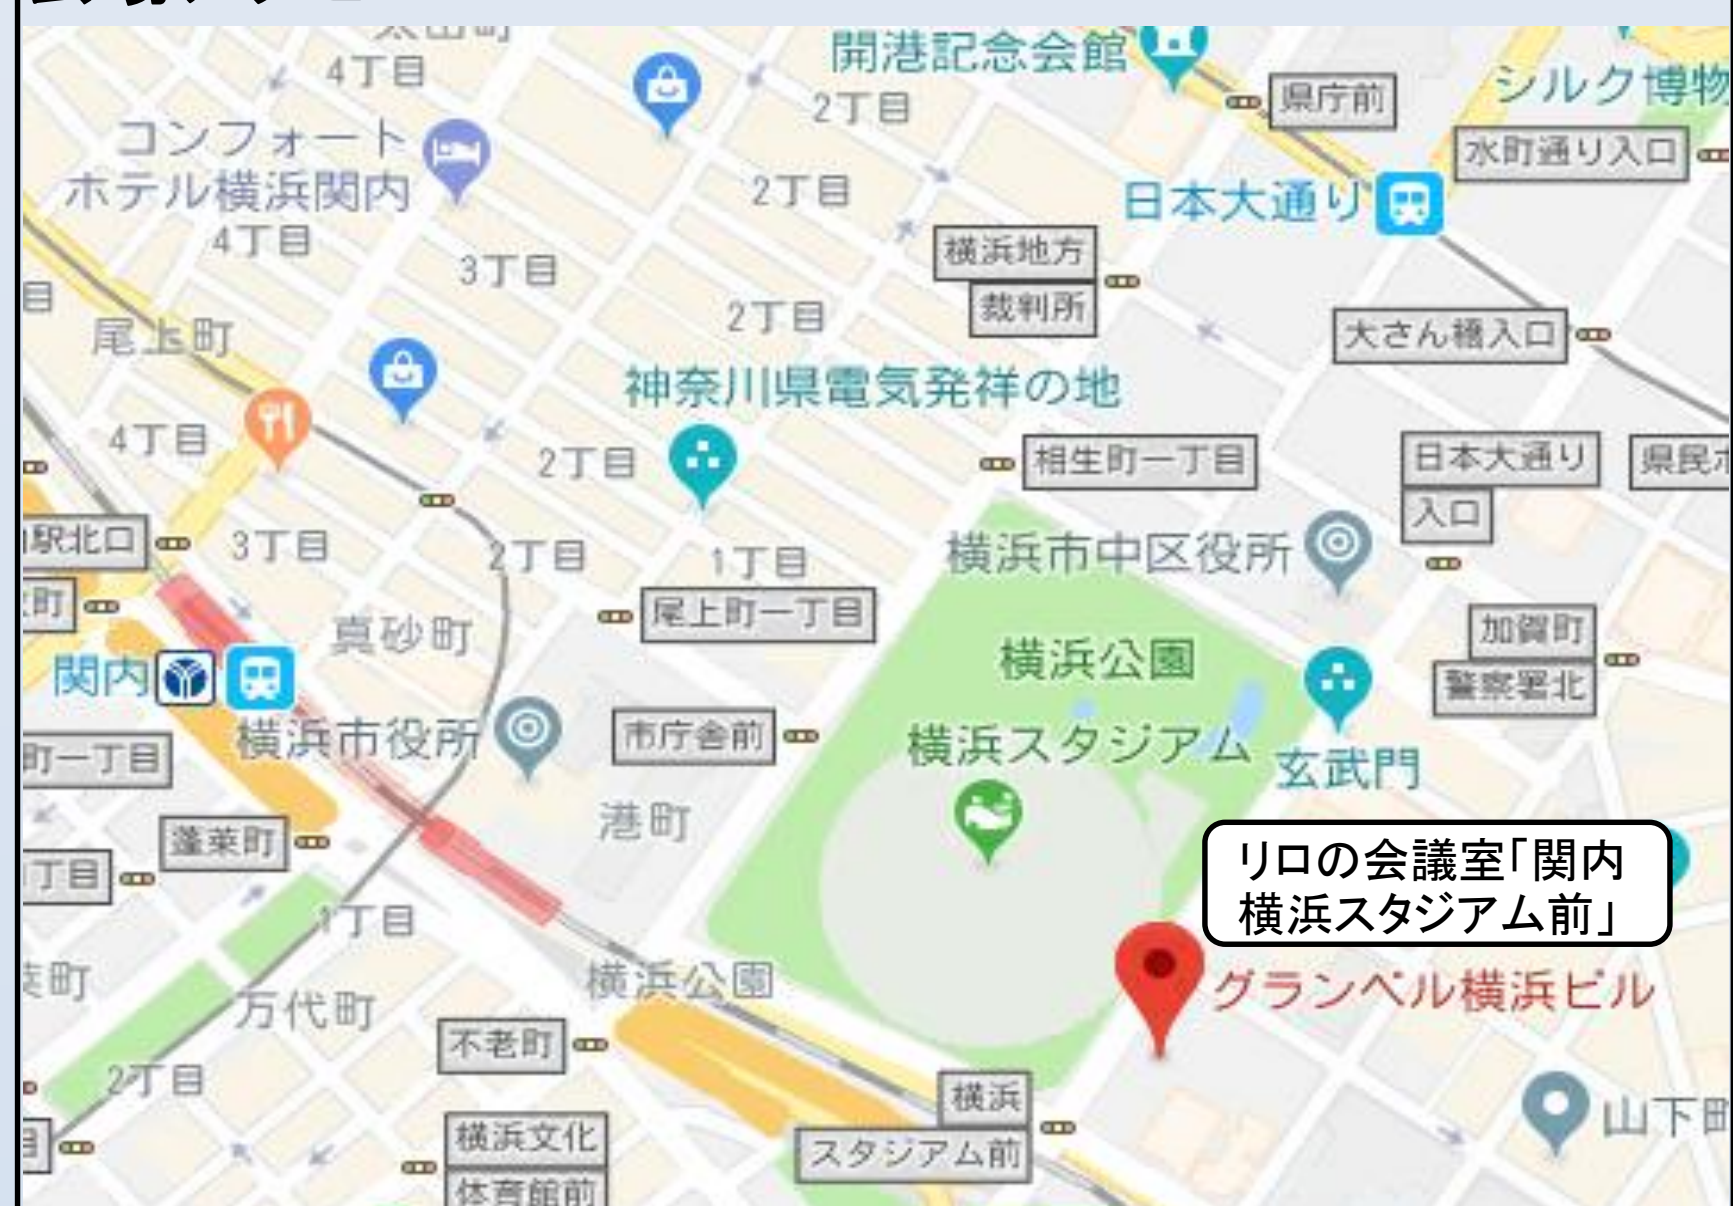 太田町
4丁目
開港記念会館
2丁目
県庁前
シルク博物
水町通り入口
コンフォート
ホテル横浜関内
4丁目
2丁目
日本大通り
3丁目
横浜地方
裁判所
2丁目
大さん橋入口
目
尾上町
神奈川県電気発祥の地
4丁目
2丁目
相生町一丁目
日本大通り
入口
県民ホ
駅北口
3丁目
2丁目
1丁目
横浜市中区役所
町
尾上町一丁目
加賀町
警察署北
真砂町
横浜公園
関内
横浜市役所
市庁舎前
横浜スタジアム
玄武門
町一丁目
港町
蓬莱町
丁目
リロの会議室「関内
横浜スタジアム前」
1丁目
町
万代町
横浜公園
グランベル横浜ビル
不老町
2丁目
横浜
スタジアム前
山下町
横浜文化
体育館前
目